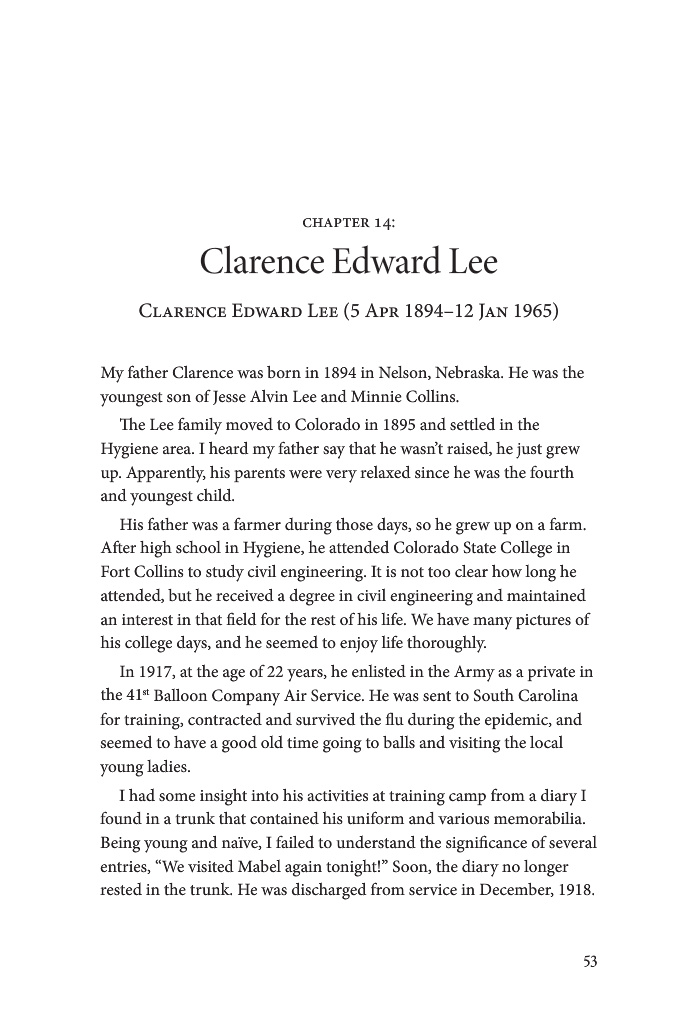 CHAPTER 14:
Clarence Edward Lee
Clarence Edward Lee (5 Apr 1894–12 Jan 1965)
My father Clarence was born in 1894 in Nelson, Nebraska. He was the
youngest son of Jesse Alvin Lee and Minnie Collins.
The Lee family moved to Colorado in 1895 and settled in the
Hygiene area. I heard my father say that he wasn’t raised, he just grew
up. Apparently, his parents were very relaxed since he was the fourth
and youngest child.
His father was a farmer during those days, so he grew up on a farm.
After high school in Hygiene, he attended Colorado State College in
Fort Collins to study civil engineering. It is not too clear how long he
attended, but he received a degree in civil engineering and maintained
an interest in that field for the rest of his life. We have many pictures of
his college days, and he seemed to enjoy life thoroughly.
In 1917, at the age of 22 years, he enlisted in the Army as a private in
the 41st Balloon Company Air Service. He was sent to South Carolina
for training, contracted and survived the flu during the epidemic, and
seemed to have a good old time going to balls and visiting the local
young ladies.
I had some insight into his activities at training camp from a diary I
found in a trunk that contained his uniform and various memorabilia.
Being young and naïve, I failed to understand the significance of several
entries, “We visited Mabel again tonight!” Soon, the diary no longer
rested in the trunk. He was discharged from service in December, 1918.
53